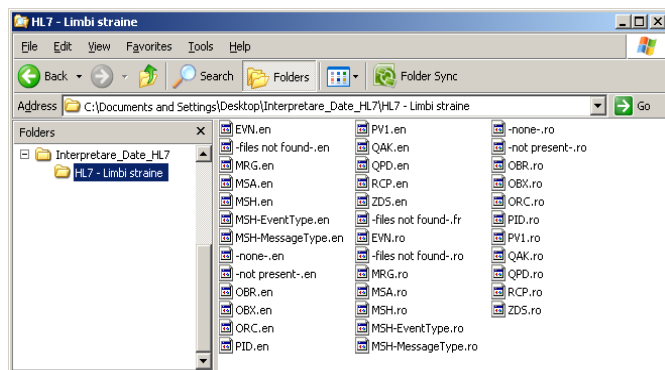 HL7 - Limbi straine
File Edit View Favorites Tools Help
Back Search Folders Folder Sync
Address C:\Documents and Settings\Desktop\Interpretare_Date_HL7\HL7 - Limbi straine Go
Folders x
Interpretare_Date_HL7
HL7 - Limbi straine
EVN.en
-files not found-.en
MRG.en
MSA.en
MSH.en
MSH-EventType.en
MSH-MessageType.en
-none-.en
-not present-.en
OBR.en
OBX.en
ORC.en
PID.en
PV1.en
QAK.en
QPD.en
RCP.en
ZDS.en
-files not found-.fr
EVN.ro
-files not found-.ro
MRG.ro
MSA.ro
MSH.ro
MSH-EventType.ro
MSH-MessageType.ro
-none-.ro
-not present-.ro
OBR.ro
OBX.ro
ORC.ro
PID.ro
PV1.ro
QAK.ro
QPD.ro
RCP.ro
ZDS.ro